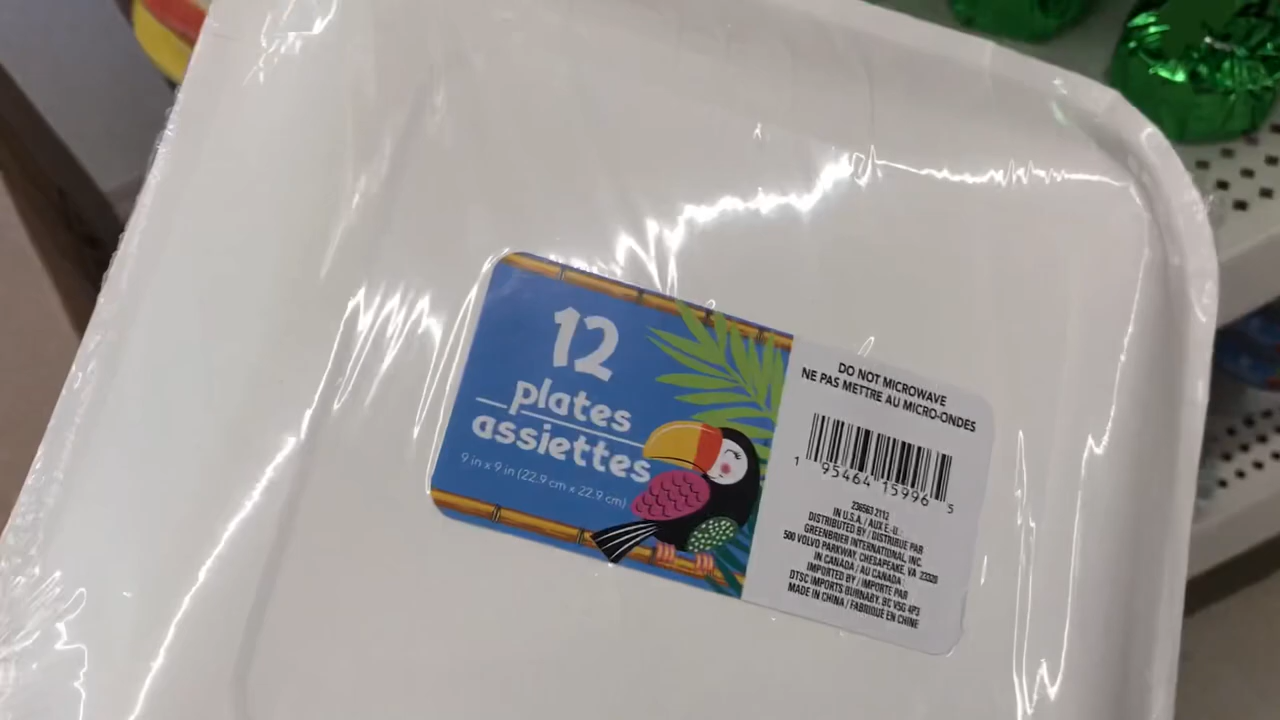 12
plates
assiettes
9 in x 9 in (22.9 cm x 22.9 cm)
DO NOT MICROWAVE
NE PAS METTRE AU MICRO-ONDES
1 95464 15996 5
236563 2112
IN U.S.A. / AUX É.-U.:
DISTRIBUTED BY / DISTRIBUÉ PAR
GREENBRIER INTERNATIONAL, INC.
500 VOLVO PARKWAY, CHESAPEAKE, VA 23320
IN CANADA / AU CANADA:
IMPORTED BY / IMPORTÉ PAR
DTSC IMPORTS BURNABY, BC V5G 4P3
MADE IN CHINA / FABRIQUÉ EN CHINE